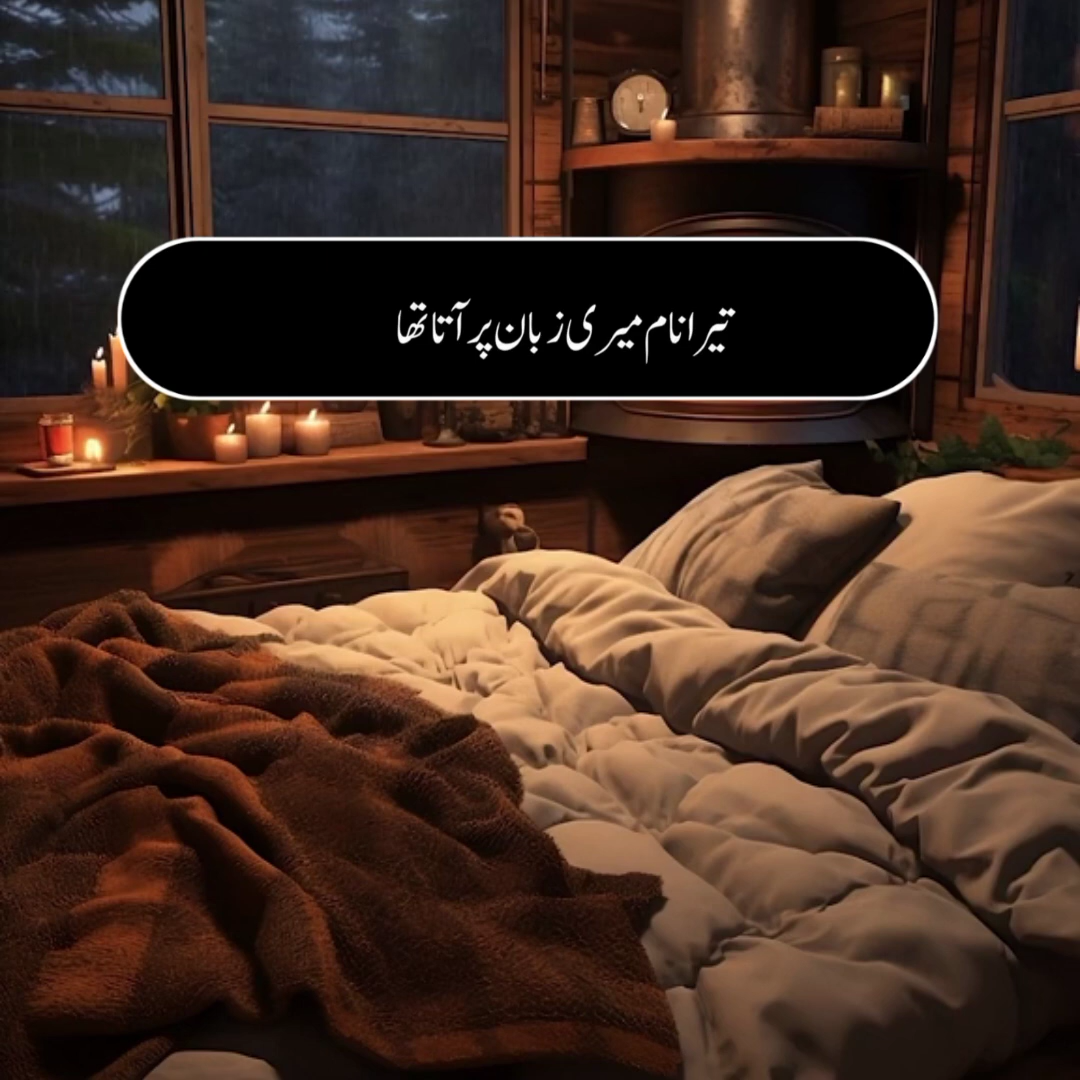 تیرا نام میری زبان پر آتا تھا